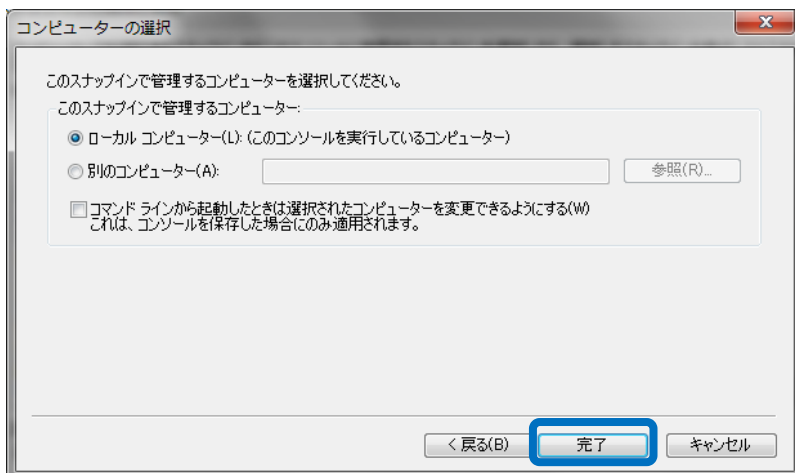 コンピューターの選択
このスナップインで管理するコンピューターを選択してください。
このスナップインで管理するコンピューター:
ローカル コンピューター(L): (このコンソールを実行しているコンピューター)
別のコンピューター(A):
参照(R)...
コマンド ラインから起動したときは選択されたコンピューターを変更できるようにする(W)
これは、コンソールを保存した場合にのみ適用されます。
< 戻る(B)
完了
キャンセル